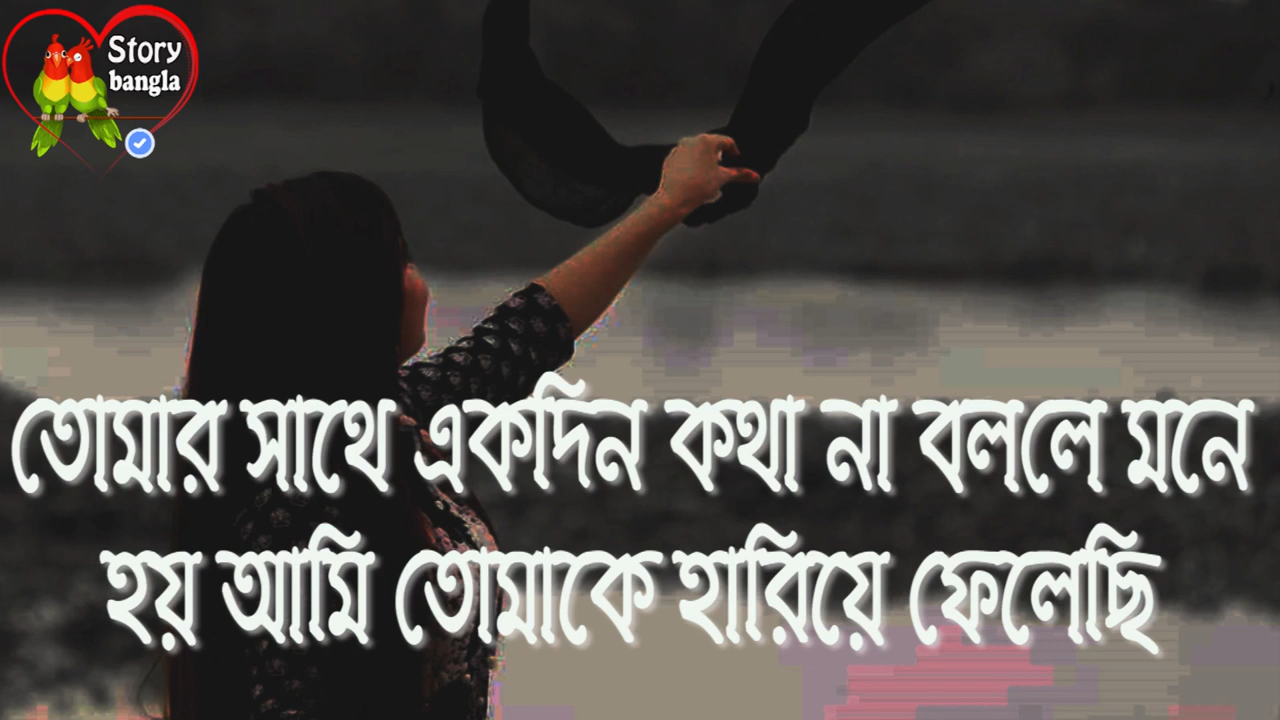 Story
bangla
তোমার সাথে একদিন কথা না বললে মনে
হয় আমি তোমাকে হারিয়ে ফেলেছি